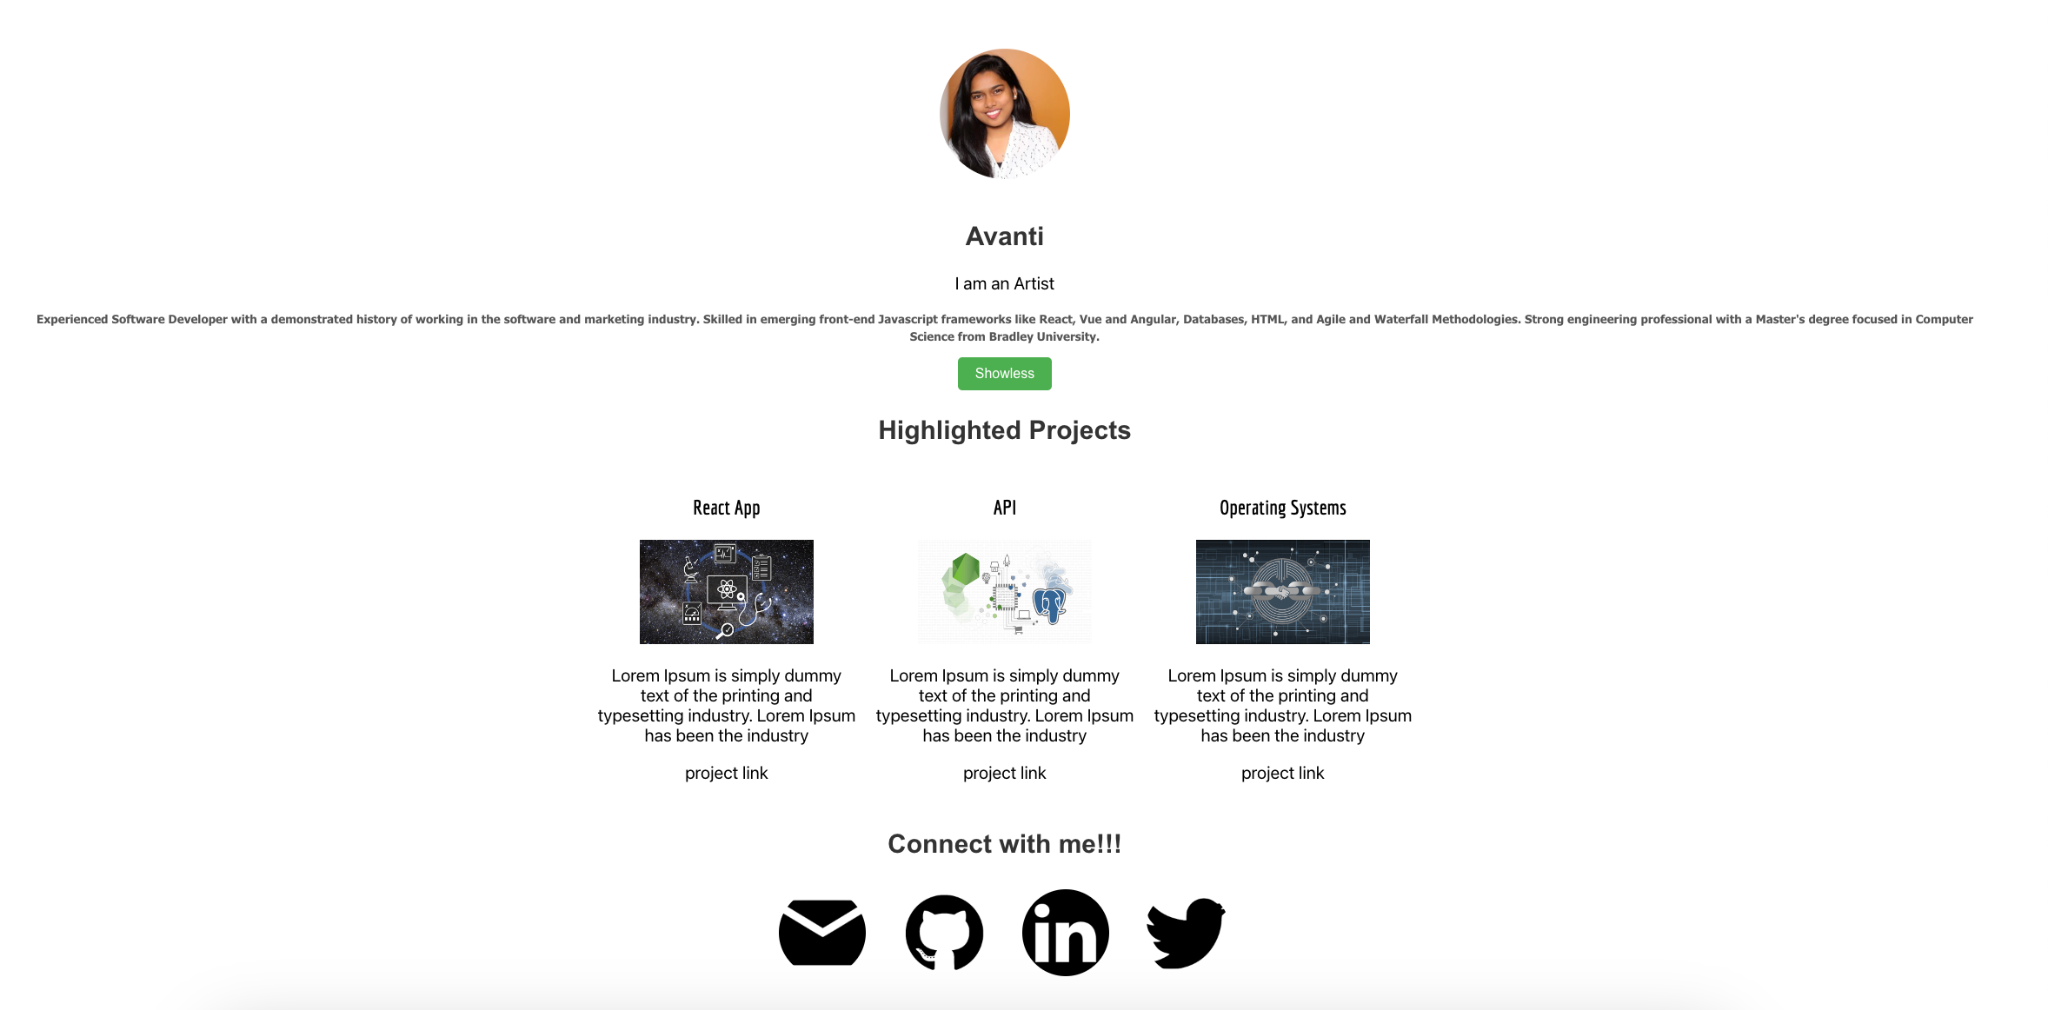 Avanti
I am an Artist
Experienced Software Developer with a demonstrated history of working in the software and marketing industry. Skilled in emerging front-end Javascript frameworks like React, Vue and Angular, Databases, HTML, and Agile and Waterfall Methodologies. Strong engineering professional with a Master's degree focused in Computer
Science from Bradley University.
Showless
Highlighted Projects
React App
Lorem Ipsum is simply dummy
text of the printing and
typesetting industry. Lorem Ipsum
has been the industry
project link
API
Lorem Ipsum is simply dummy
text of the printing and
typesetting industry. Lorem Ipsum
has been the industry
project link
Operating Systems
Lorem Ipsum is simply dummy
text of the printing and
typesetting industry. Lorem Ipsum
has been the industry
project link
Connect with me!!!
in